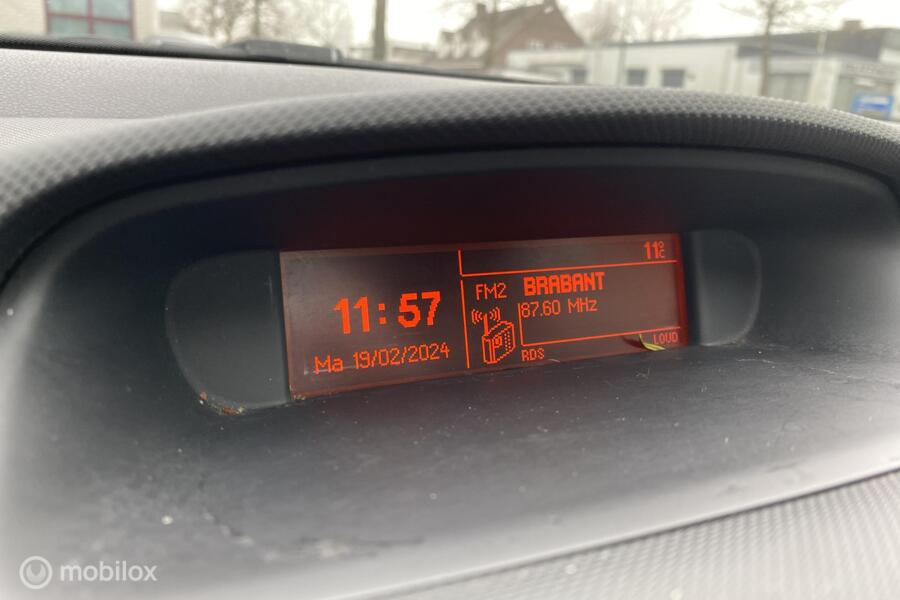 11:57
Ma 19/02/2024
11°C
FM2
BRABANT
87.60 MHz
RDS
LOUD
mobilox